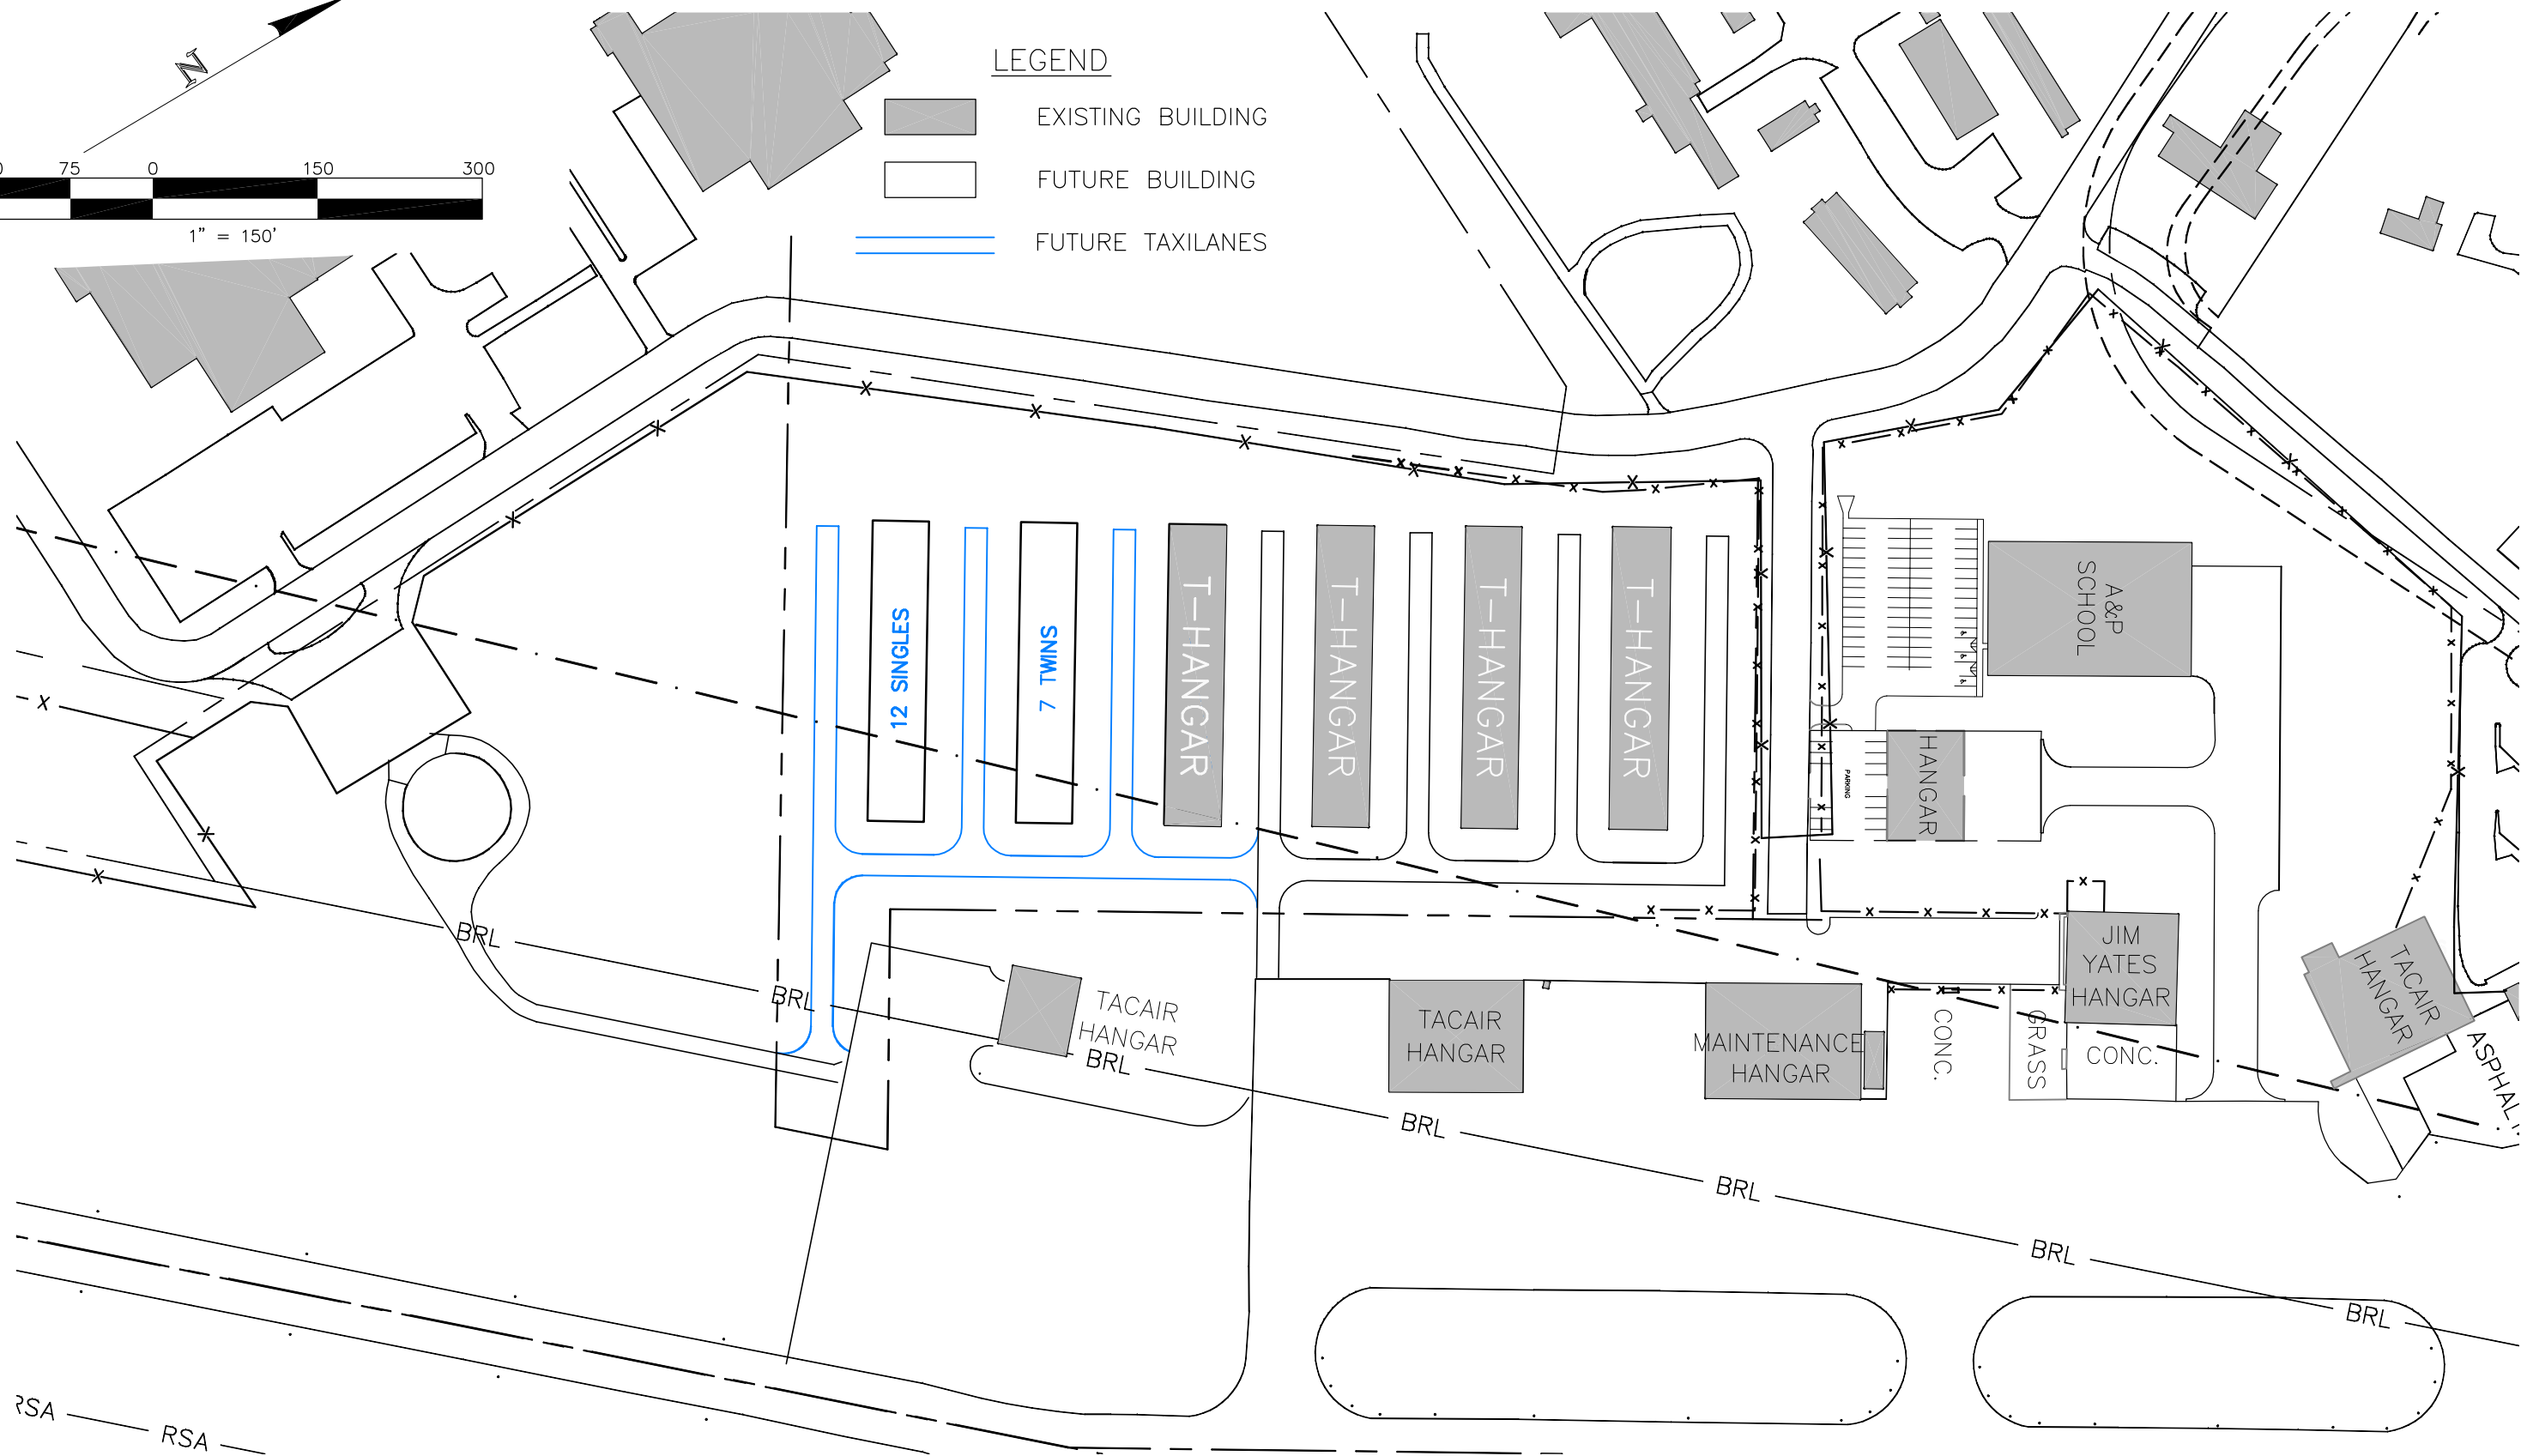 N
LEGEND
EXISTING BUILDING
FUTURE BUILDING
FUTURE TAXILANES
75 0 150 300
1" = 150'
12 SINGLES
7 TWINS
T-HANGAR
T-HANGAR
T-HANGAR
T-HANGAR
A&P
SCHOOL
HANGAR
PARKING
BRL
BRL
BRL
BRL
BRL
BRL
BRL
TACAIR
HANGAR
TACAIR
HANGAR
MAINTENANCE
HANGAR
CONC.
GRASS
JIM
YATES
HANGAR
CONC.
TACAIR
HANGAR
ASPHAL
RSA
RSA